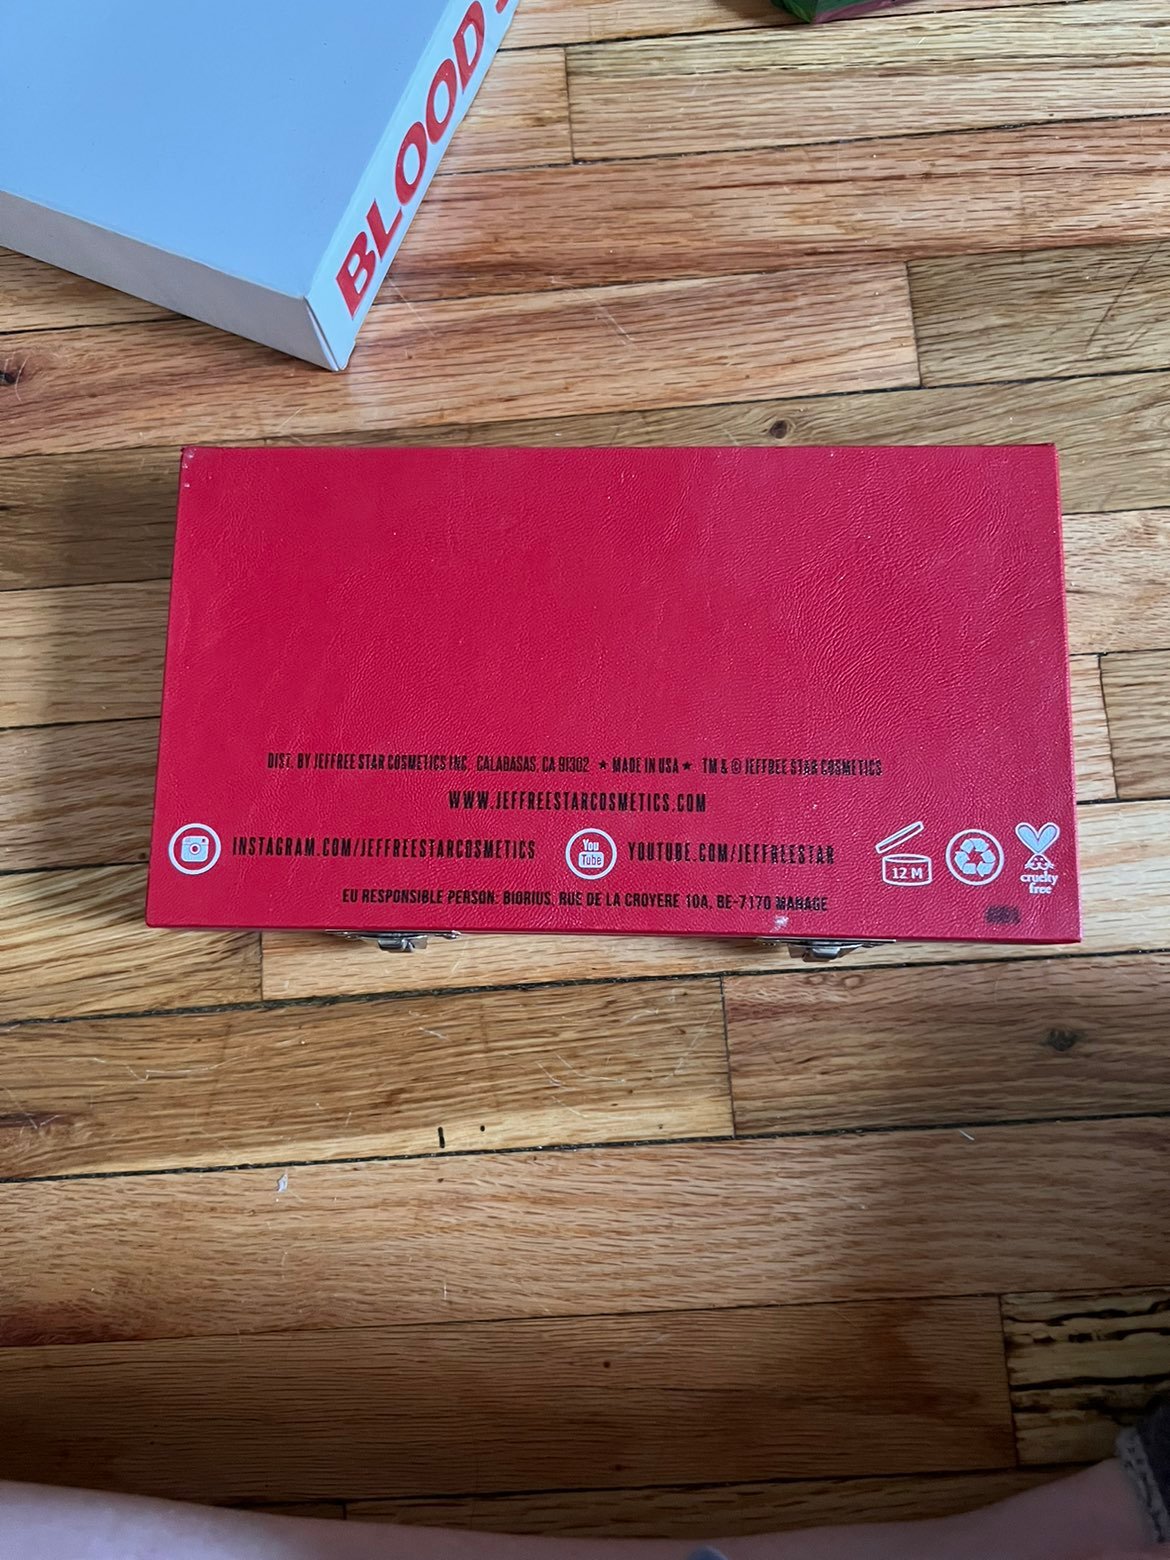 BLOOD
DIST. BY JEFFREE STAR COSMETICS INC. CALABASAS, CA 91302 ★ MADE IN USA ★ TM & © JEFFREE STAR COSMETICS
WWW.JEFFREESTARCOSMETICS.COM
INSTAGRAM.COM/JEFFREESTARCOSMETICS You Tube YOUTUBE.COM/JEFFREESTAR 12 M
cruelty
free
EU RESPONSIBLE PERSON: BIORIUS, RUE DE LA CROYERE 10A, BE-7170 MANAGE